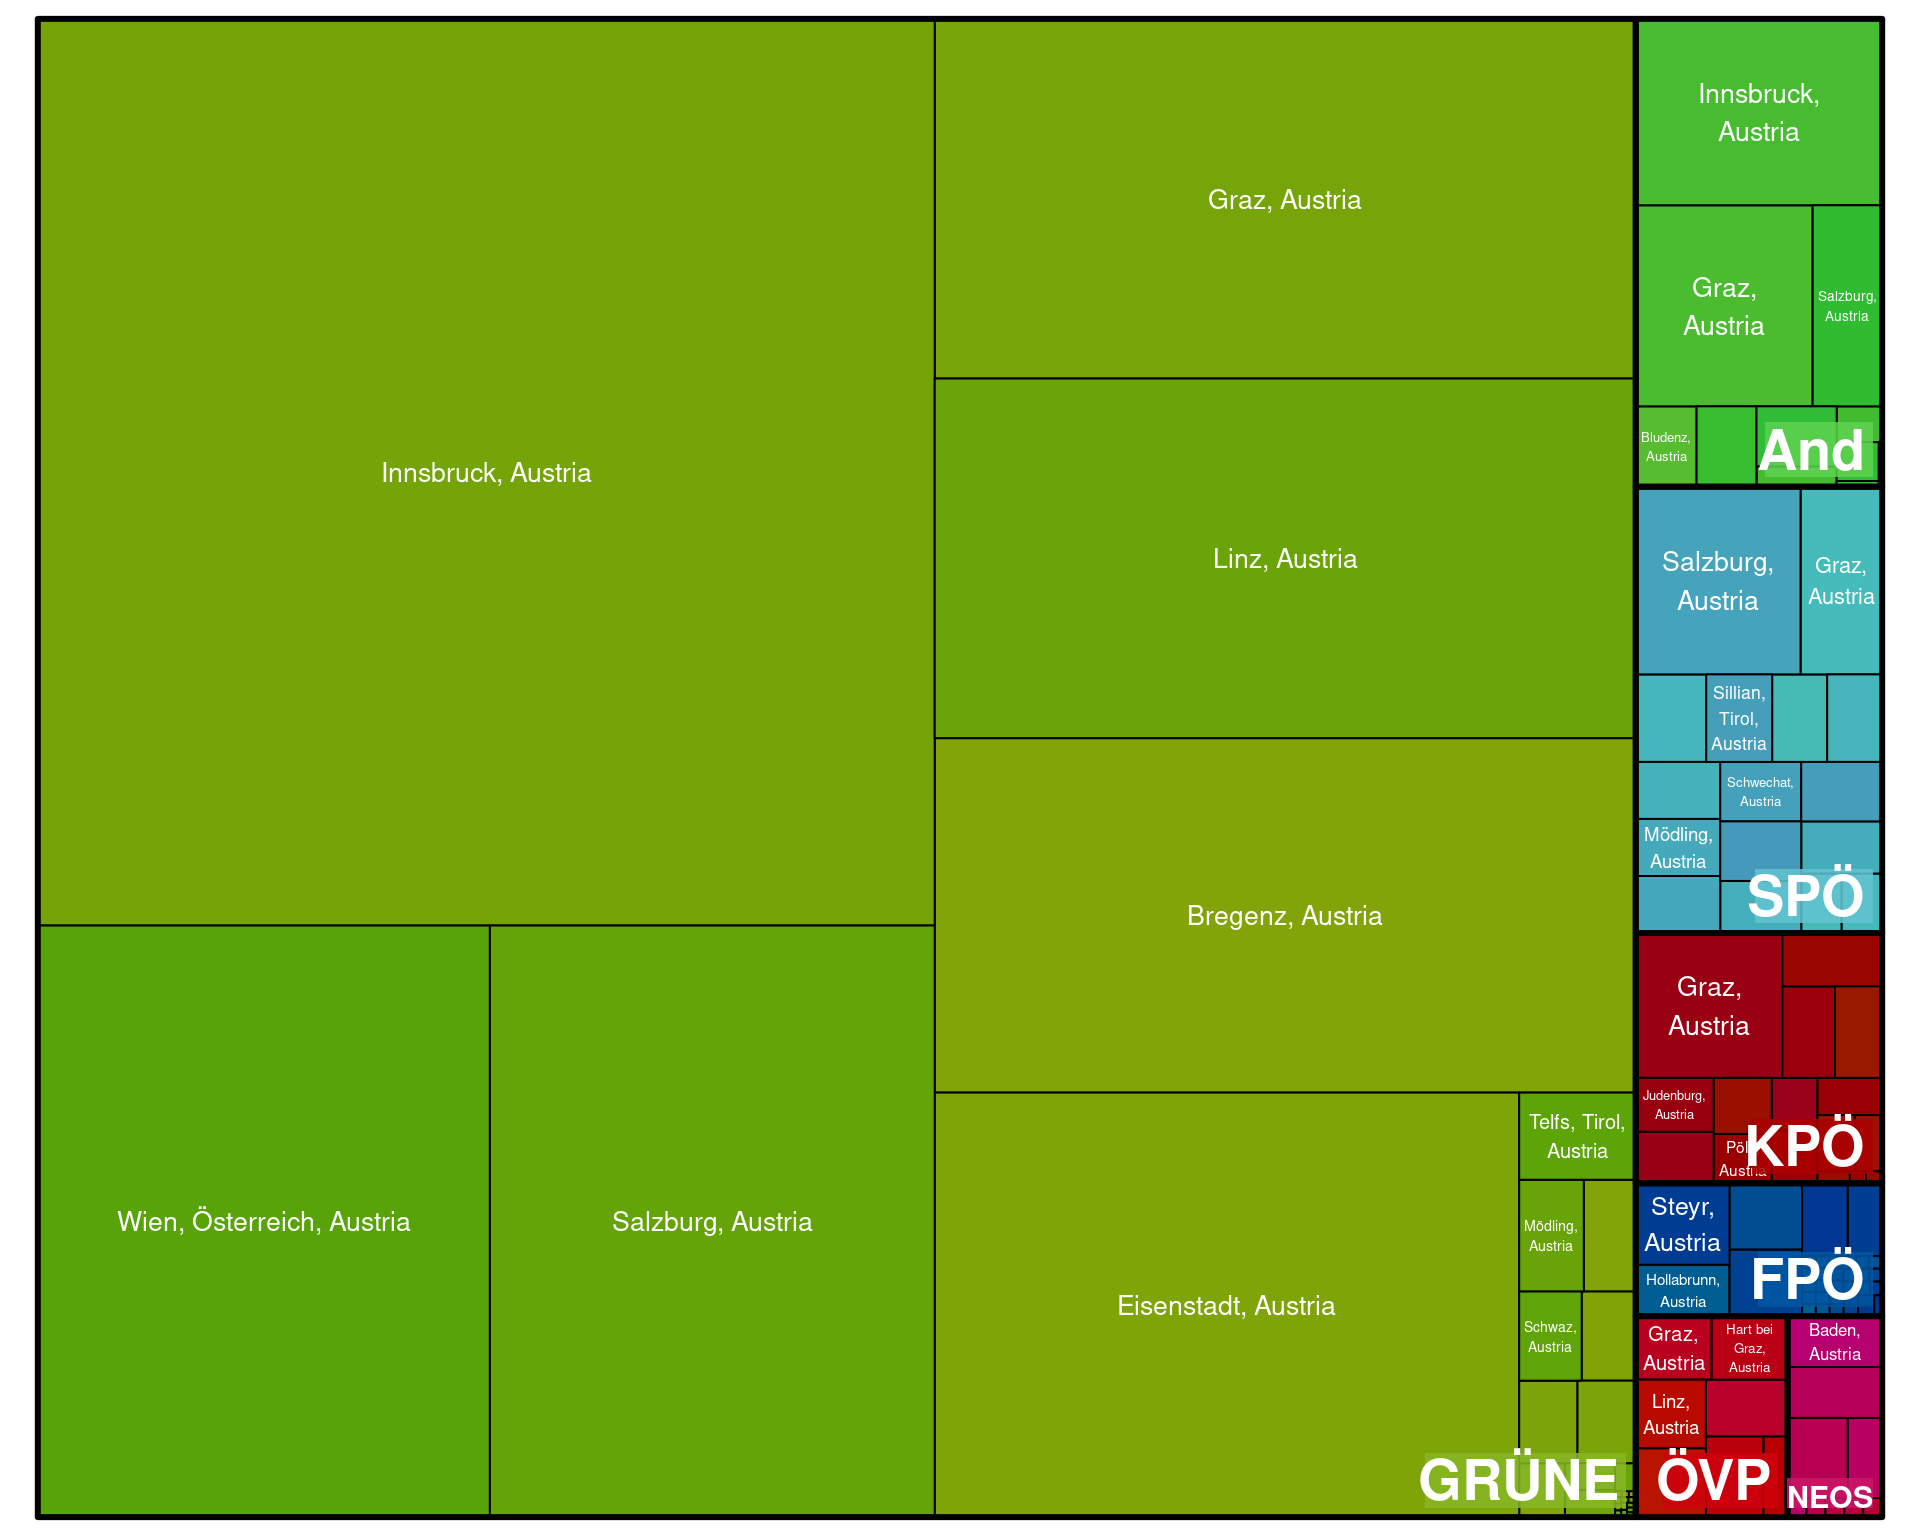 Innsbruck, Austria
Graz, Austria
Linz, Austria
Bregenz, Austria
Wien, Österreich, Austria
Salzburg, Austria
Eisenstadt, Austria
Telfs, Tirol,
Austria
Mödling,
Austria
Schwaz,
Austria
GRÜNE
Innsbruck,
Austria
Graz,
Austria
Salzburg,
Austria
Bludenz,
Austria
And
Salzburg,
Austria
Graz,
Austria
Sillian,
Tirol,
Austria
Schwechat,
Austria
Mödling,
Austria
SPÖ
Graz,
Austria
Judenburg,
Austria
Austria
KPÖ
Steyr,
Austria
Hollabrunn,
Austria
FPÖ
Graz,
Austria
Hart bei
Graz,
Austria
Linz,
Austria
ÖVP
Baden,
Austria
NEOS